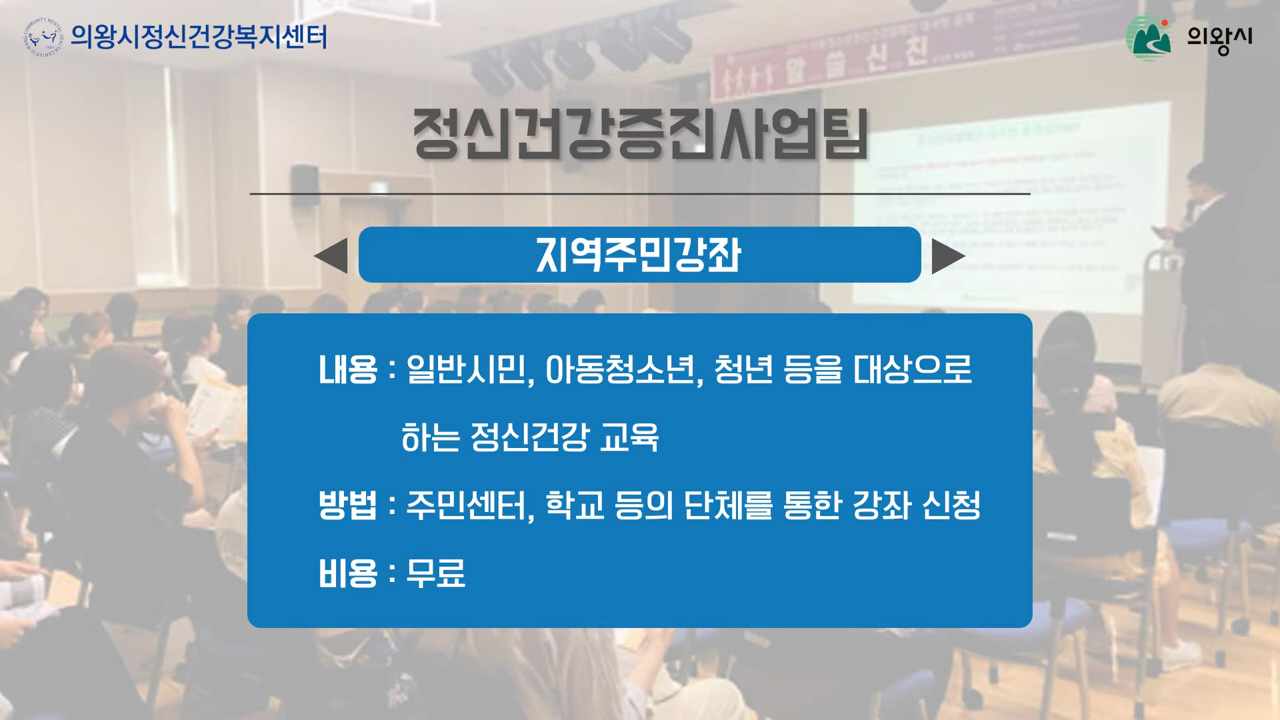 의왕시정신건강복지센터
의왕시
말 씀 신 친
정신건강증진사업팀
지역주민강좌
내용 : 일반시민, 아동청소년, 청년 등을 대상으로
하는 정신건강 교육
방법 : 주민센터, 학교 등의 단체를 통한 강좌 신청
비용 : 무료